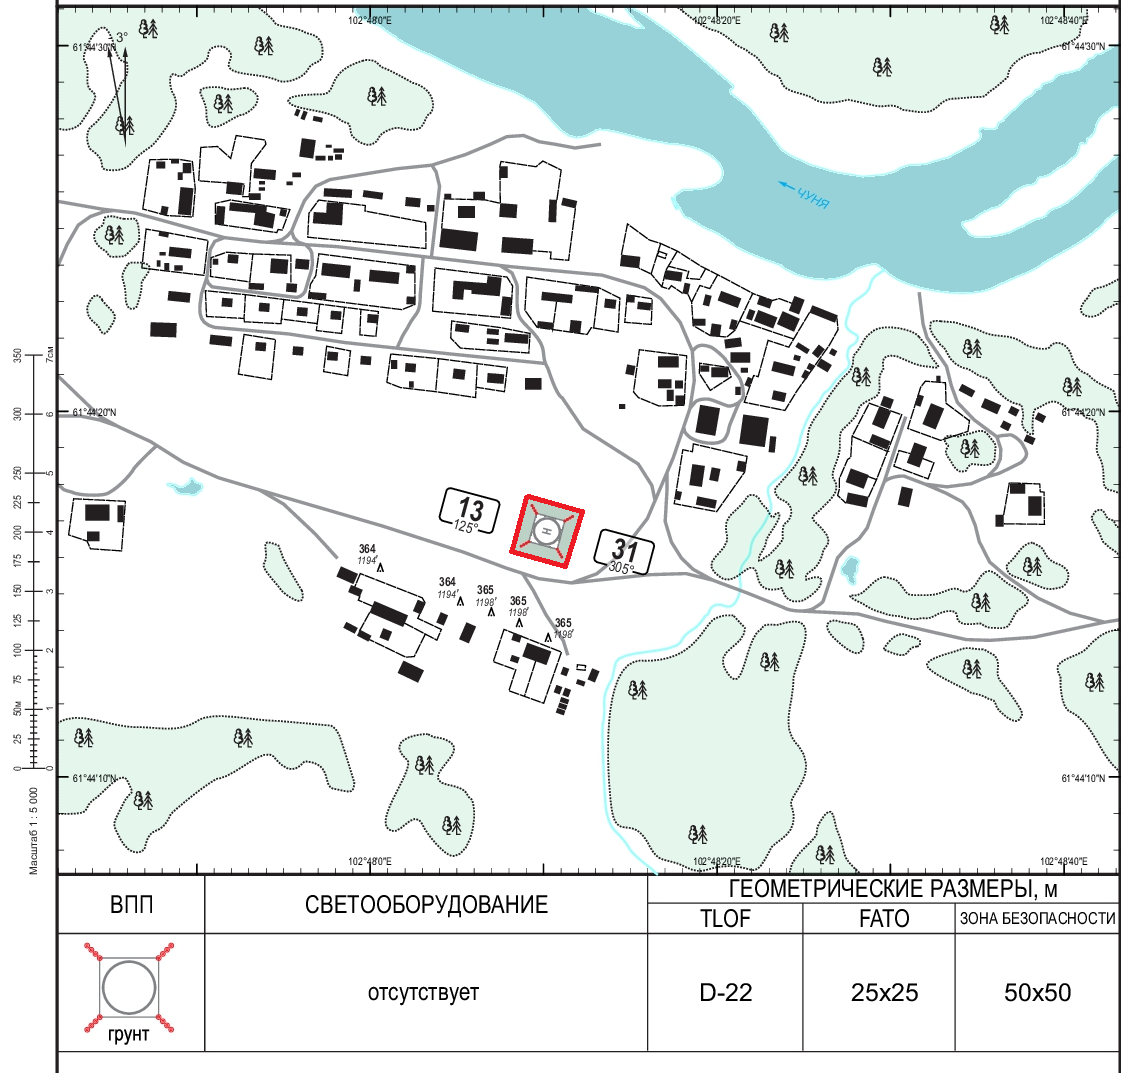 102°48'0"E
102°48'20"E
102°48'40"E
61°44'30"N
61°44'30"N
3°
ЧУНЯ
350
7см
61°44'20"N
61°44'20"N
300
6
250
5
225
13
125°
200
4
31
305°
175
364
1194'
150
3
364
1194'
365
1198'
365
1198'
365
1198'
125
100
2
75
50м
1
25
0
0
61°44'10"N
61°44'10"N
Масштаб 1 : 5 000
102°48'0"E
102°48'20"E
102°48'40"E
ВПП
СВЕТООБОРУДОВАНИЕ
ГЕОМЕТРИЧЕСКИЕ РАЗМЕРЫ, м
TLOF
FATO
ЗОНА БЕЗОПАСНОСТИ
грунт
отсутствует
D-22
25x25
50x50
H